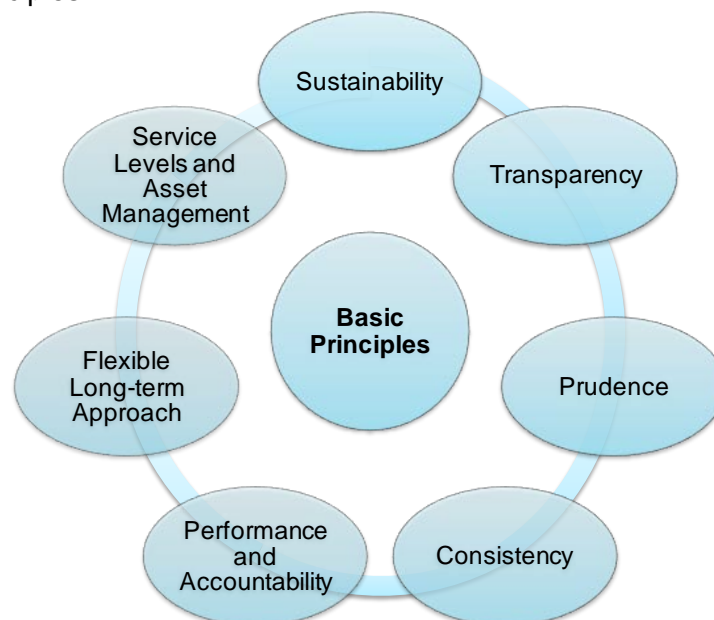 Sustainability
Transparency
Prudence
Consistency
Performance
and
Accountability
Flexible
Long-term
Approach
Service
Levels and
Asset
Management
Basic
Principles